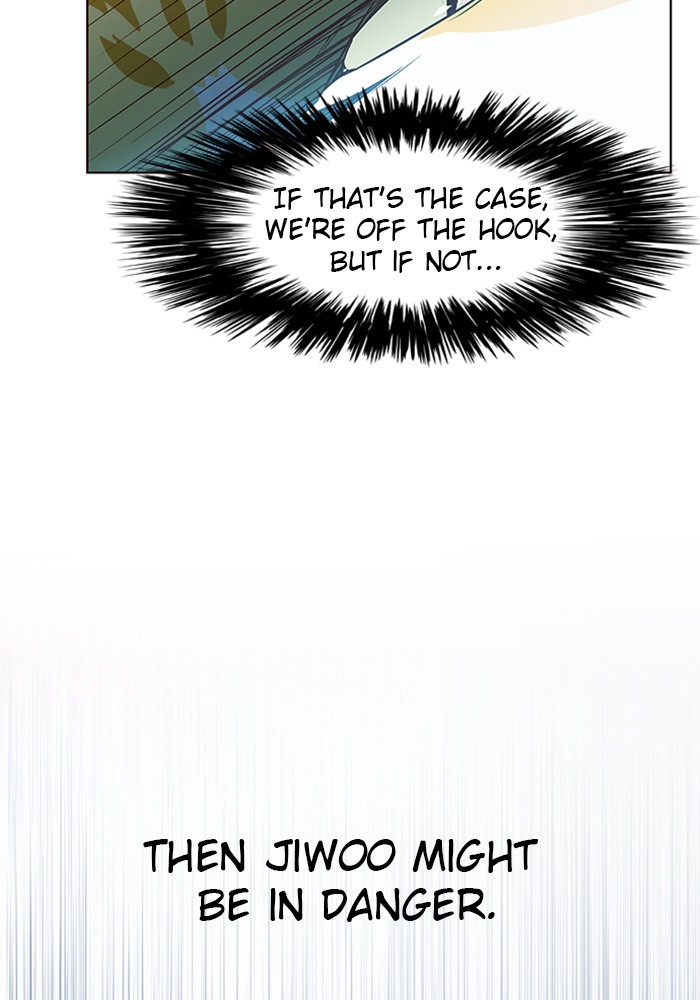 IF THAT'S THE CASE,
WE'RE OFF THE HOOK,
BUT IF NOT...
THEN JIWOO MIGHT
BE IN DANGER.